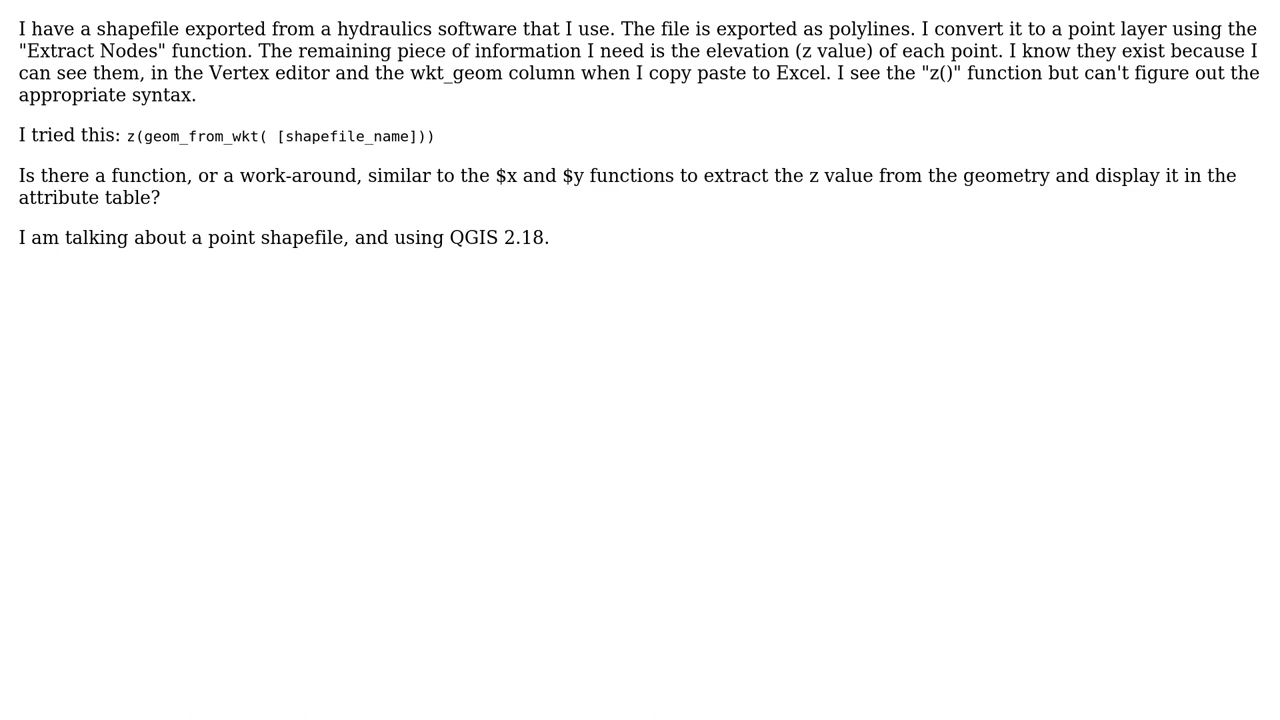 I have a shapefile exported from a hydraulics software that I use. The file is exported as polylines. I convert it to a point layer using the
"Extract Nodes" function. The remaining piece of information I need is the elevation (z value) of each point. I know they exist because I
can see them, in the Vertex editor and the wkt_geom column when I copy paste to Excel. I see the "z()" function but can't figure out the
appropriate syntax.
I tried this: z(geom_from_wkt( [shapefile_name]))
Is there a function, or a work-around, similar to the $x and $y functions to extract the z value from the geometry and display it in the
attribute table?
I am talking about a point shapefile, and using QGIS 2.18.